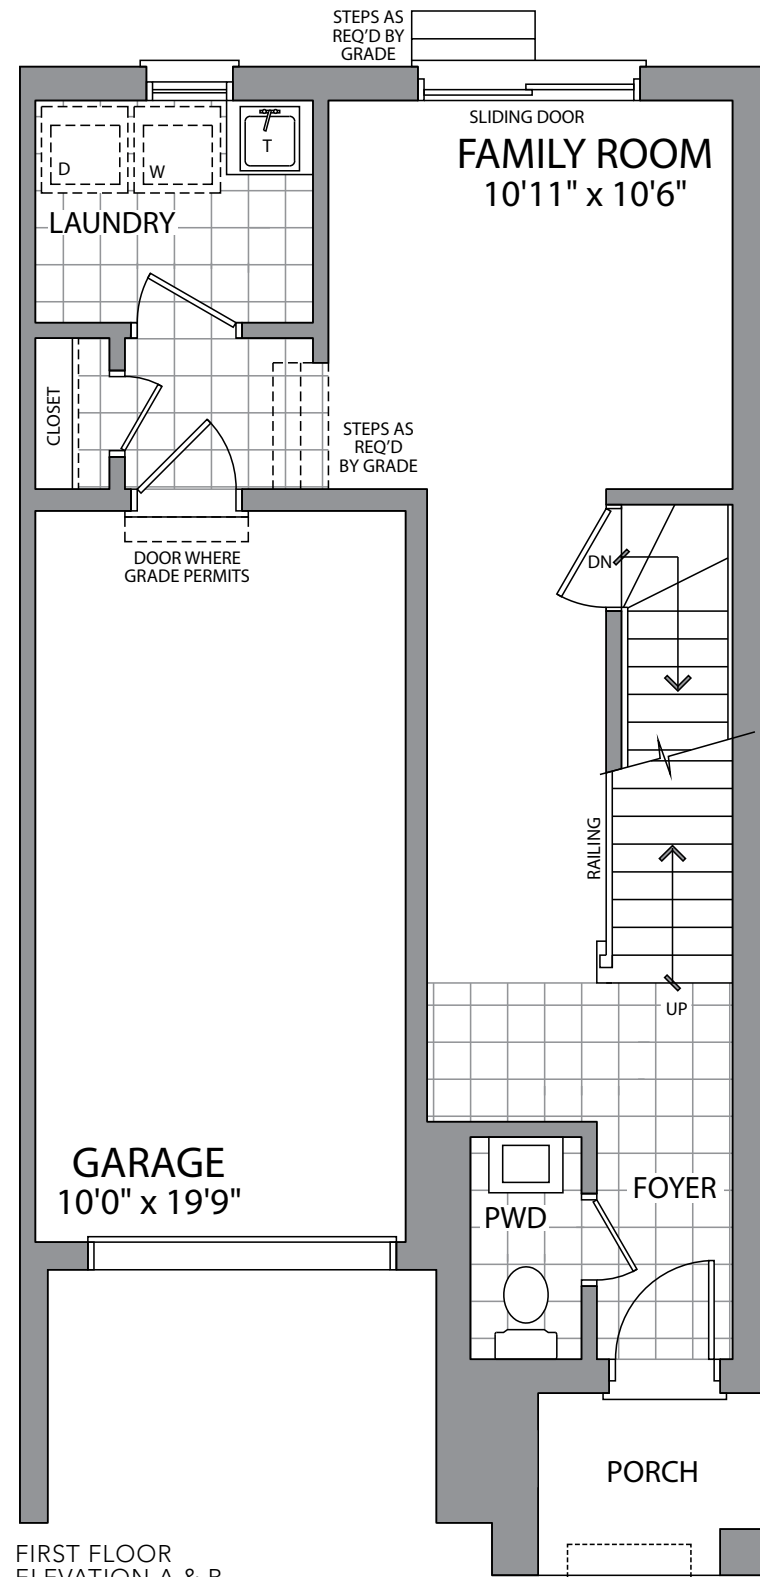 STEPS AS
REQ'D BY
GRADE
SLIDING DOOR
FAMILY ROOM
10'11" x 10'6"
D
W
T
LAUNDRY
CLOSET
STEPS AS
REQ'D
BY GRADE
DOOR WHERE
GRADE PERMITS
DN
RAILING
UP
GARAGE
10'0" x 19'9"
PWD
FOYER
PORCH
FIRST FLOOR
ELEVATION A & B